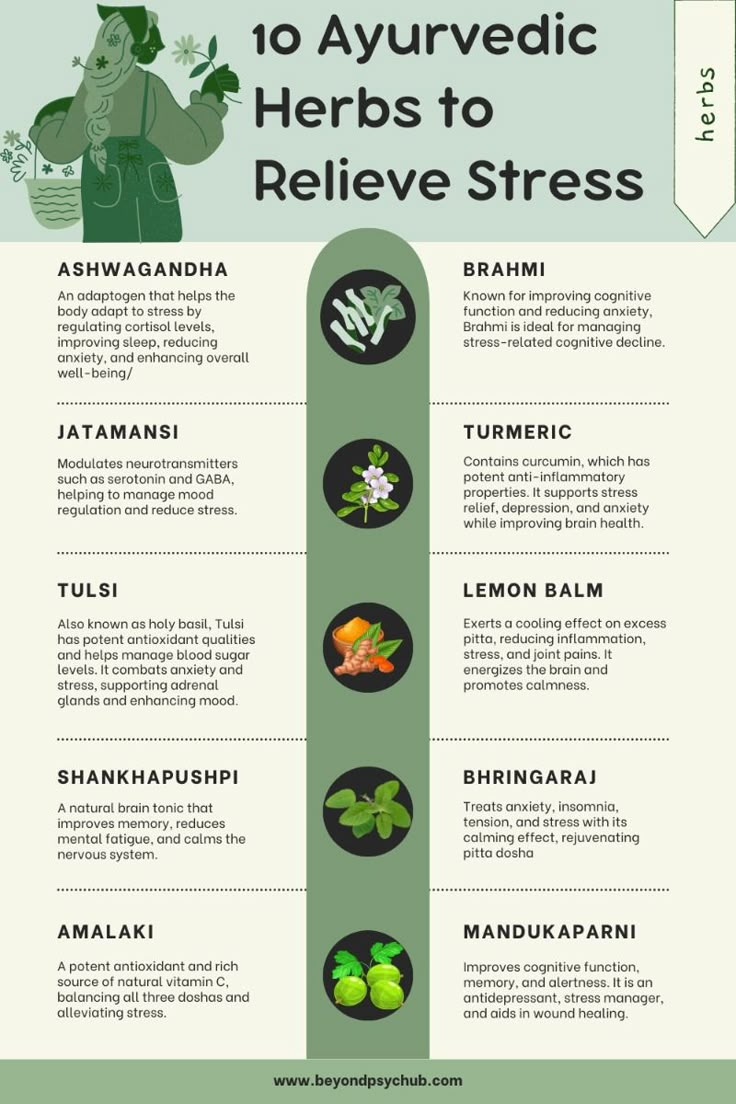 10 Ayurvedic
Herbs to
Relieve Stress
herbs
ASHWAGANDHA
An adaptogen that helps the
body adapt to stress by
regulating cortisol levels,
improving sleep, reducing
anxiety, and enhancing overall
well-being/
BRAHMI
Known for improving cognitive
function and reducing anxiety,
Brahmi is ideal for managing
stress-related cognitive decline.
JATAMANSI
Modulates neurotransmitters
such as serotonin and GABA,
helping to manage mood
regulation and reduce stress.
TURMERIC
Contains curcumin, which has
potent anti-inflammatory
properties. It supports stress
relief, depression, and anxiety
while improving brain health.
TULSI
Also known as holy basil, Tulsi
has potent antioxidant qualities
and helps manage blood sugar
levels. It combats anxiety and
stress, supporting adrenal
glands and enhancing mood.
LEMON BALM
Exerts a cooling effect on excess
pitta, reducing inflammation,
stress, and joint pains. It
energizes the brain and
promotes calmness.
SHANKHAPUSHPI
A natural brain tonic that
improves memory, reduces
mental fatigue, and calms the
nervous system.
BHRINGARAJ
Treats anxiety, insomnia,
tension, and stress with its
calming effect, rejuvenating
pitta dosha
AMALAKI
A potent antioxidant and rich
source of natural vitamin C,
balancing all three doshas and
alleviating stress.
MANDUKAPARNI
Improves cognitive function,
memory, and alertness. It is an
antidepressant, stress manager,
and aids in wound healing.
www.beyondpsychub.com